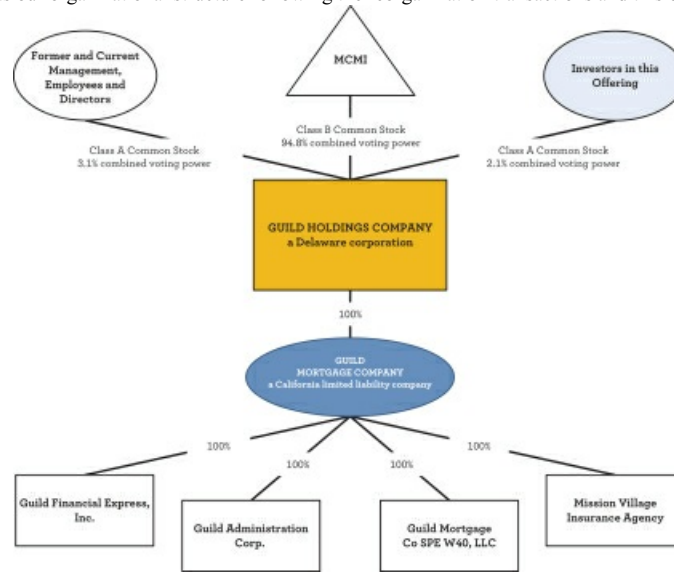 Former and Current
Management,
Employees and
Directors
MCMI
Investors in this
Offering
Class A Common Stock
3.1% combined voting power
Class B Common Stock
94.8% combined voting power
Class A Common Stock
2.1% combined voting power
GUILD HOLDINGS COMPANY
a Delaware corporation
100%
GUILD
MORTGAGE COMPANY
a California limited liability company
100%
100%
100%
100%
Guild Financial Express,
Inc.
Guild Administration
Corp.
Guild Mortgage
Co SPE W40, LLC
Mission Village
Insurance Agency